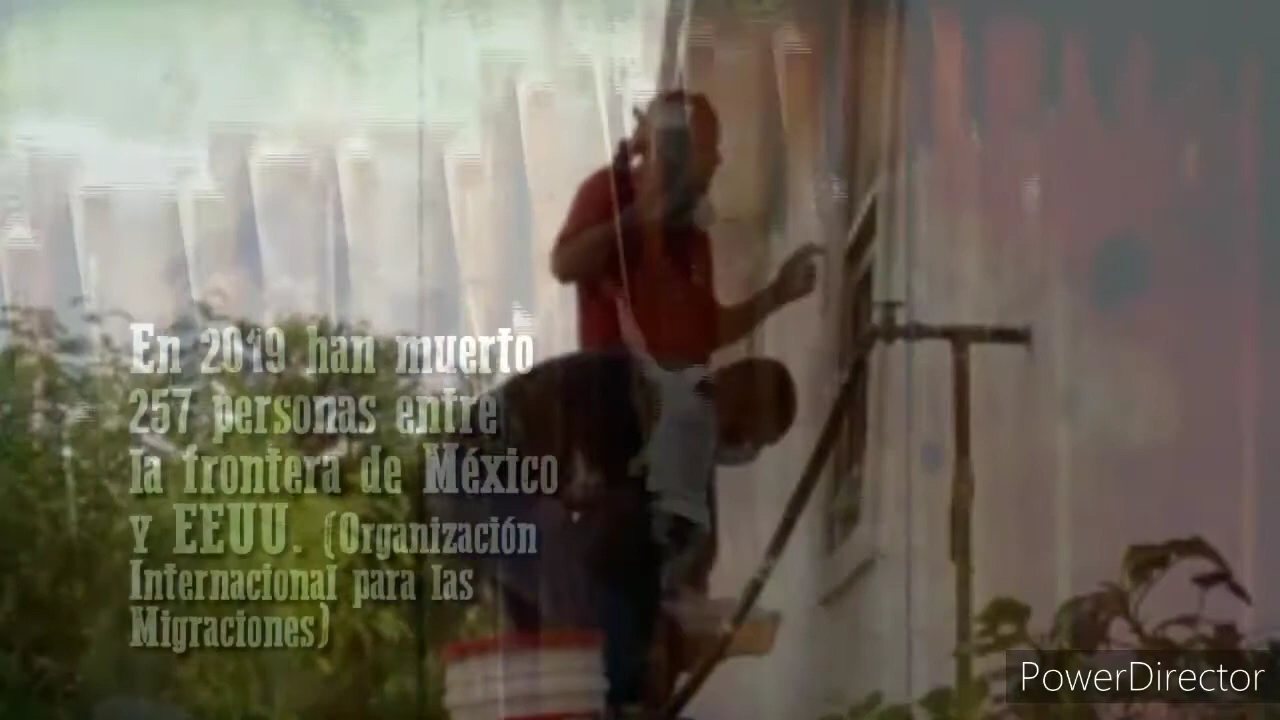 En 2019 han muerto
257 personas entre
la frontera de México
y EEUU. (Organización
Internacional para las
Migraciones)
PowerDirector